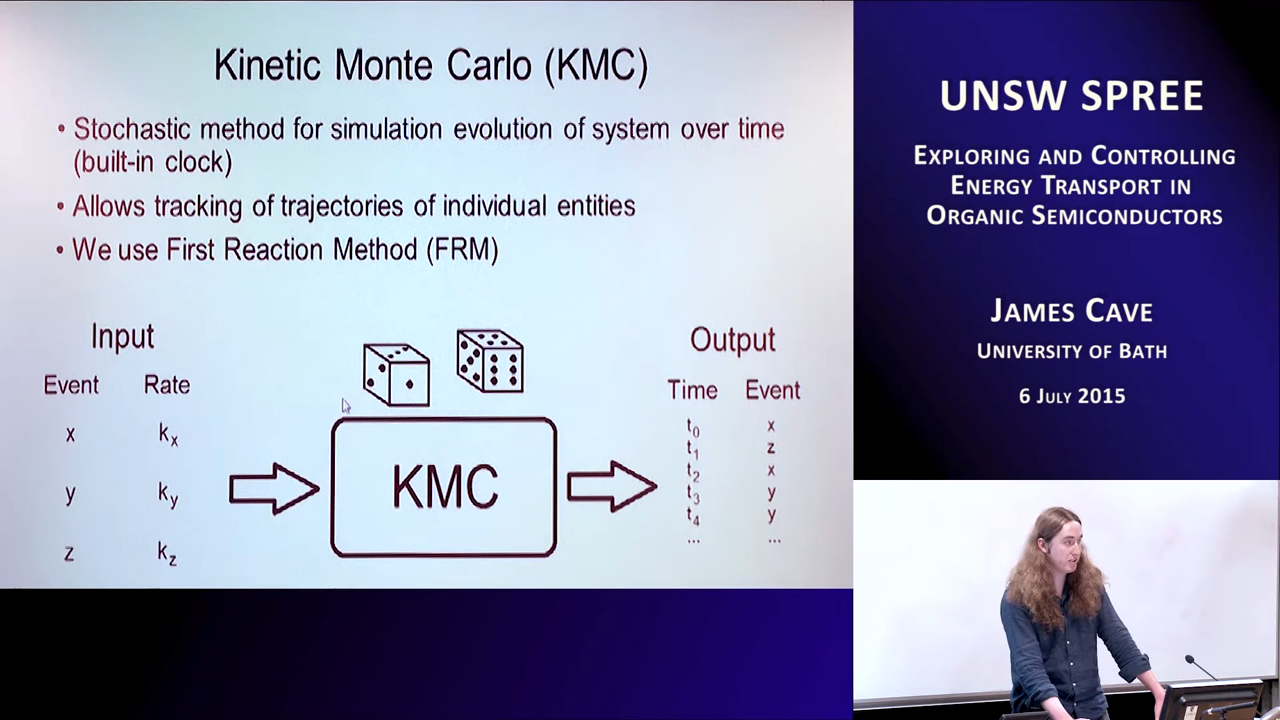 Kinetic Monte Carlo (KMC)
• Stochastic method for simulation evolution of system over time
(built-in clock)
• Allows tracking of trajectories of individual entities
• We use First Reaction Method (FRM)
Input
Event Rate
x kx
y ky
z kz
KMC
Output
Time Event
t0 x
t1 z
t2 x
t3 y
t4 y
... ...
UNSW SPREE
EXPLORING AND CONTROLLING
ENERGY TRANSPORT IN
ORGANIC SEMICONDUCTORS
JAMES CAVE
UNIVERSITY OF BATH
6 JULY 2015